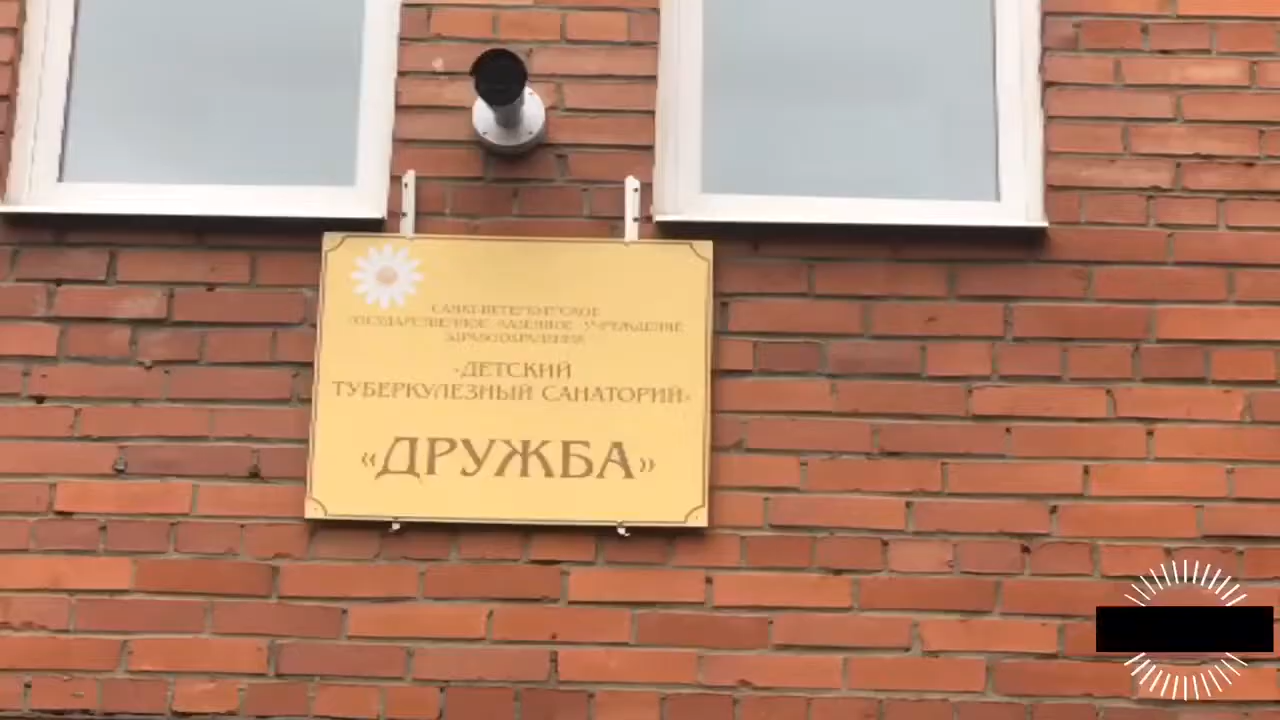 САНКТ-ПЕТЕРБУРГСКОЕ
ГОСУДАРСТВЕННОЕ КАЗЕННОЕ УЧРЕЖДЕНИЕ
ЗДРАВООХРАНЕНИЯ
«ДЕТСКИЙ
ТУБЕРКУЛЕЗНЫЙ САНАТОРИЙ»
«ДРУЖБА»